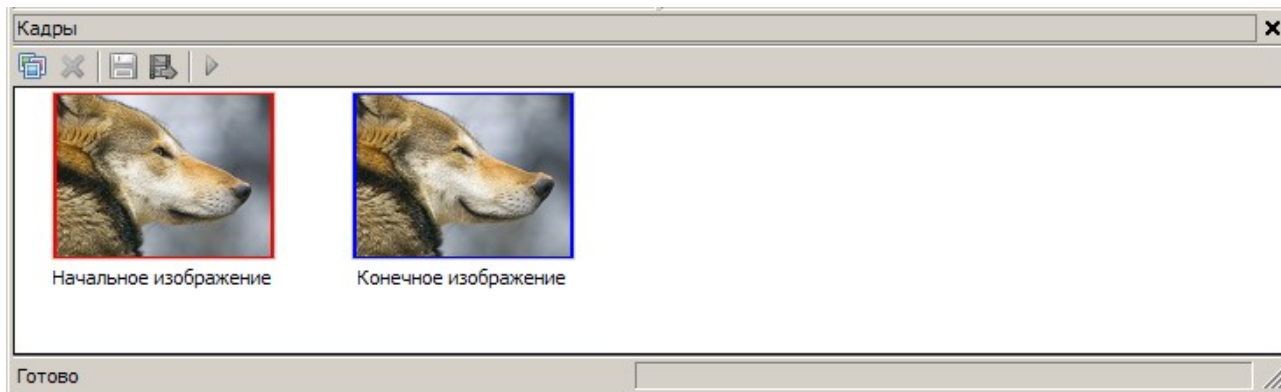 Кадры
Начальное изображение
Конечное изображение
Готово